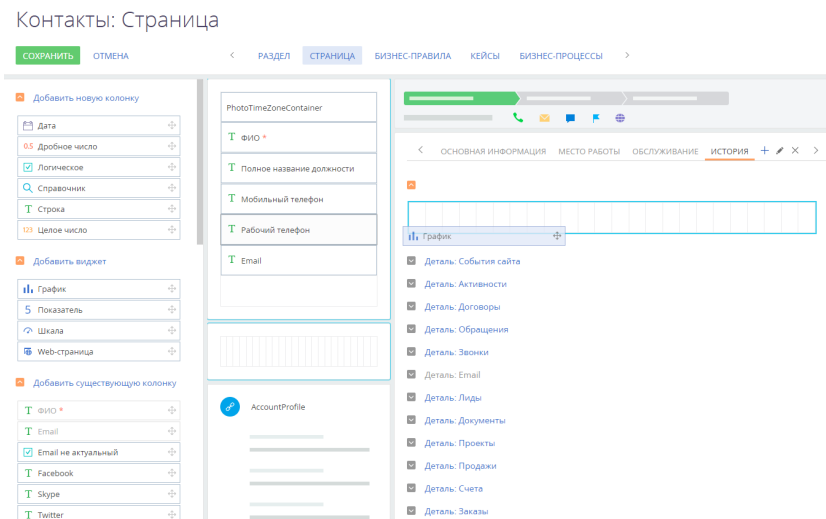 Контакты: Страница
СОХРАНИТЬ ОТМЕНА РАЗДЕЛ СТРАНИЦА БИЗНЕС-ПРАВИЛА КЕЙСЫ БИЗНЕС-ПРОЦЕССЫ
Добавить новую колонку
Дата
0.5 Дробное число
Логическое
Справочник
T Строка
123 Целое число
Добавить виджет
График
5 Показатель
Шкала
Web-страница
Добавить существующую колонку
T ФИО *
T Email
Email не актуальный
T Facebook
T Skype
T Twitter
PhotoTimeZoneContainer
T ФИО *
T Полное название должности
T Мобильный телефон
T Рабочий телефон
T Email
AccountProfile
ОСНОВНАЯ ИНФОРМАЦИЯ МЕСТО РАБОТЫ ОБСЛУЖИВАНИЕ ИСТОРИЯ
График
Деталь: События сайта
Деталь: Активности
Деталь: Договоры
Деталь: Обращения
Деталь: Звонки
Деталь: Email
Деталь: Лиды
Деталь: Документы
Деталь: Проекты
Деталь: Продажи
Деталь: Счета
Деталь: Заказы